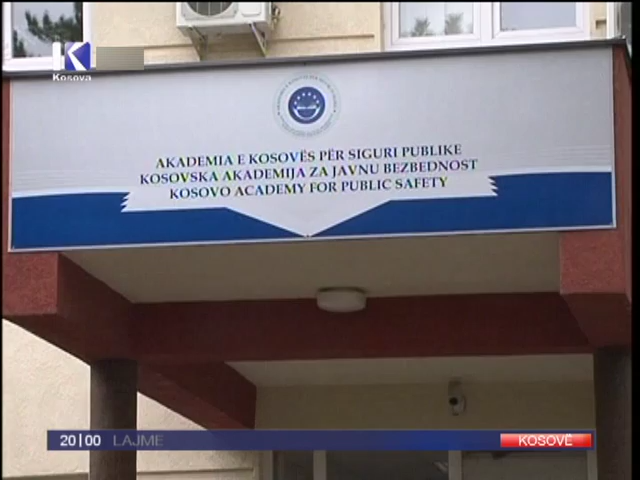 K
Kosova
AKADEMIA E KOSOVËS PËR SIGURI PUBLIKE
KOSOVSKA AKADEMIJA ZA JAVNU BEZBEDNOST
KOSOVO ACADEMY FOR PUBLIC SAFETY
20|00 LAJME
KOSOVË